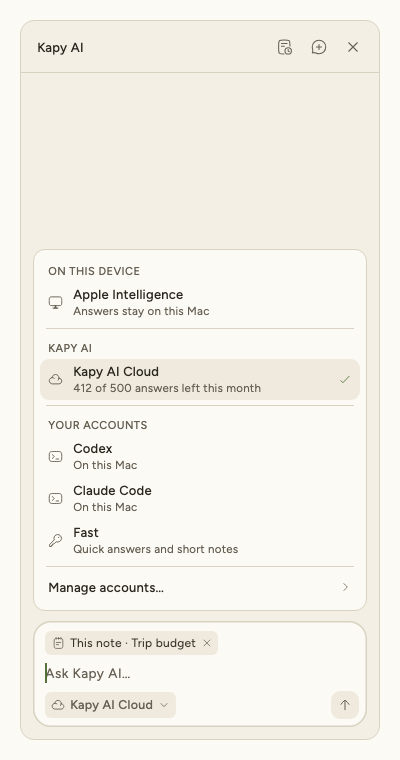 Kapy AI
ON THIS DEVICE
Apple Intelligence
Answers stay on this Mac
KAPY AI
Kapy AI Cloud
412 of 500 answers left this month
YOUR ACCOUNTS
Codex
On this Mac
Claude Code
On this Mac
Fast
Quick answers and short notes
Manage accounts...
This note · Trip budget
Ask Kapy AI...
Kapy AI Cloud